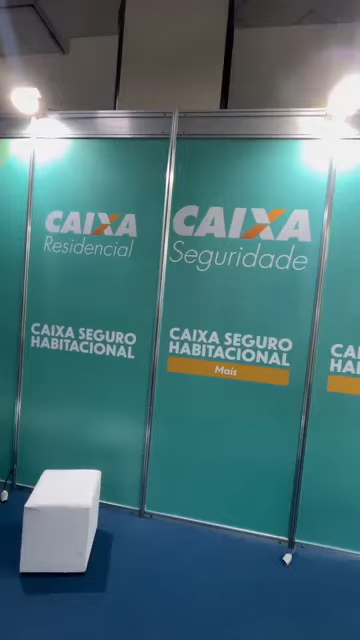 CAIXA
Residencial
CAIXA SEGURO
HABITACIONAL
CAIXA
Seguridade
CAIXA SEGURO
HABITACIONAL
Mais